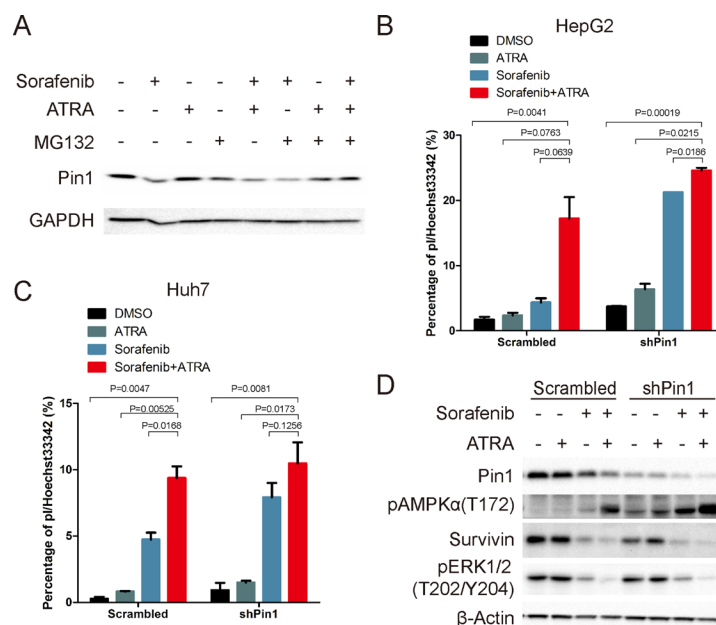 A
Sorafenib - + - - + + - +
ATRA - - + - + - + +
MG132 - - - + - + + +
Pin1
GAPDH
B
HepG2
DMSO
ATRA
Sorafenib
Sorafenib+ATRA
Percentage of pI/Hoechst33342 (%)
30
20
10
0
P=0.0041
P=0.0763
P=0.0639
P=0.00019
P=0.0215
P=0.0186
Scrambled
shPin1
C
Huh7
DMSO
ATRA
Sorafenib
Sorafenib+ATRA
Percentage of pI/Hoechst33342 (%)
15
10
5
0
P=0.0047
P=0.00525
P=0.0168
P=0.0081
P=0.0173
P=0.1256
Scrambled
shPin1
D
Scrambled shPin1
Sorafenib - - + + - - + +
ATRA - + - + - + - +
Pin1
pAMPKα(T172)
Survivin
pERK1/2
(T202/Y204)
β-Actin